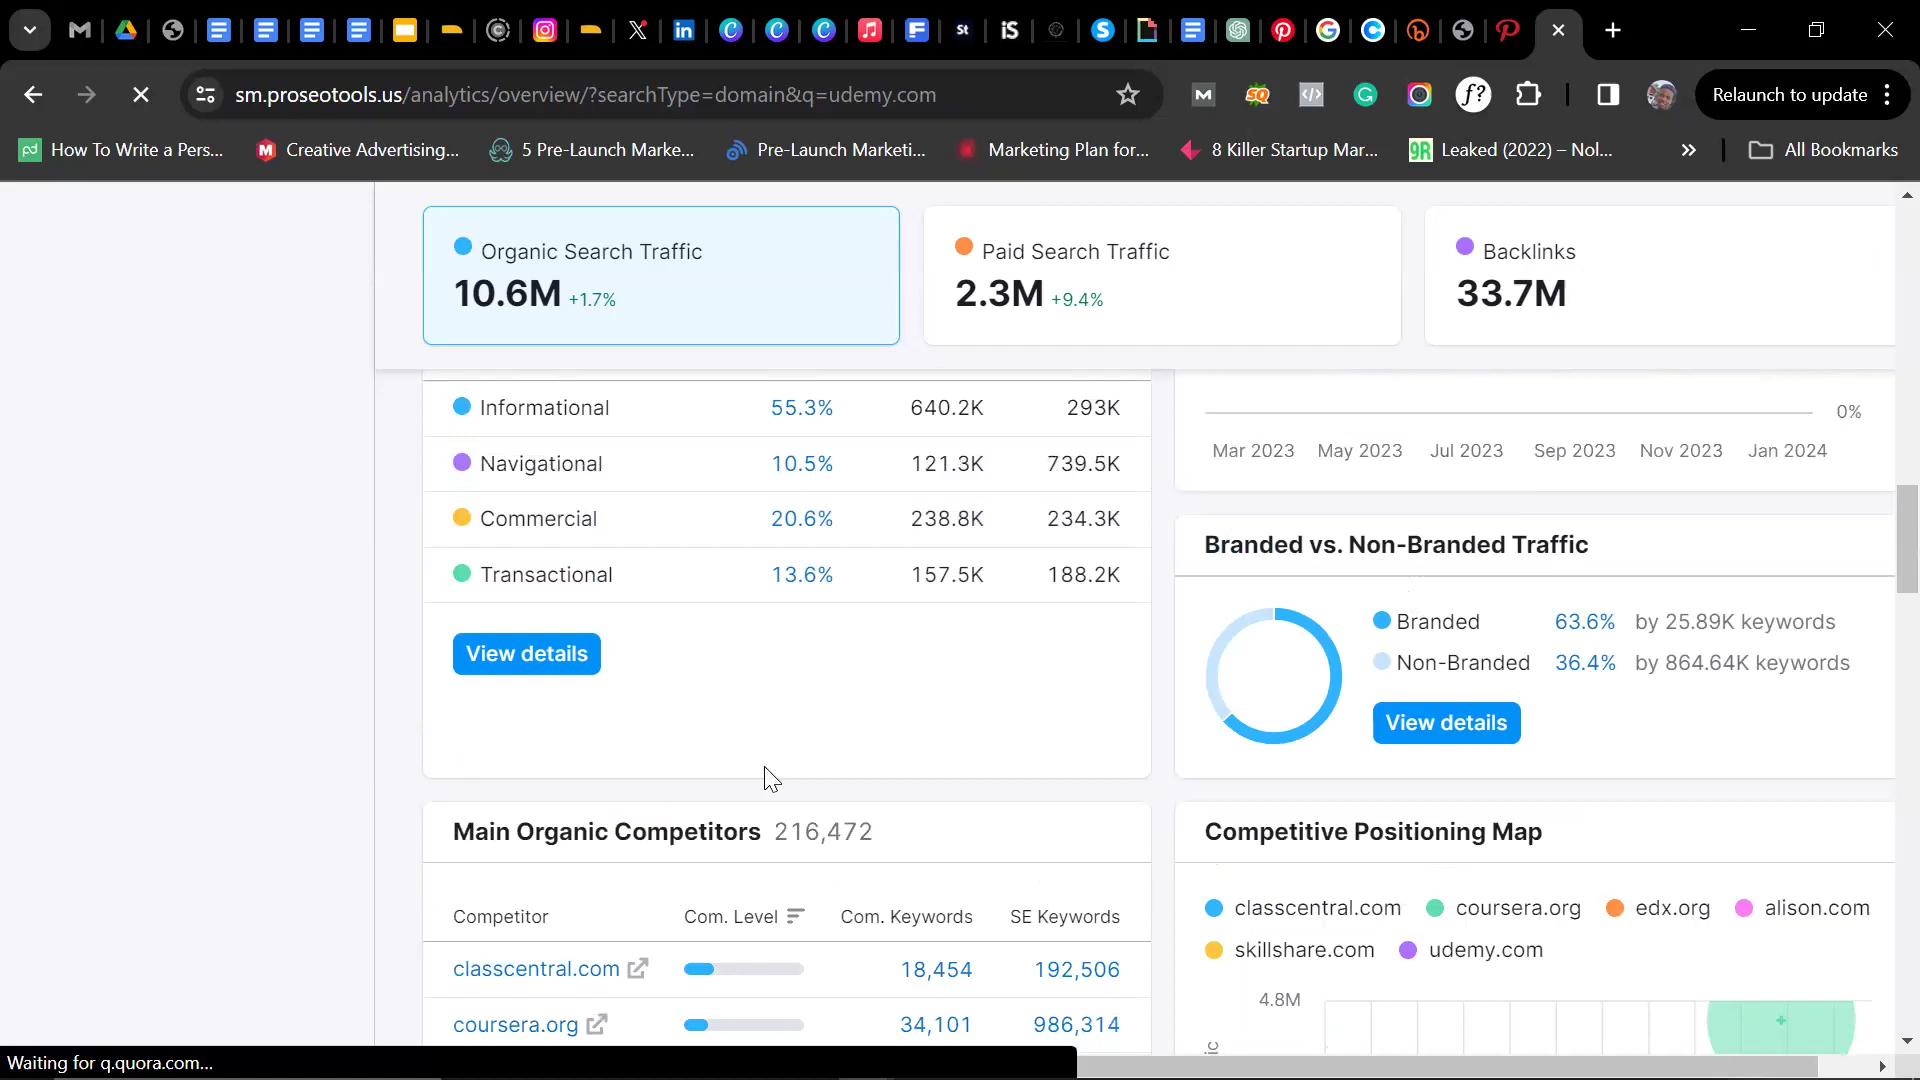 sm.proseotools.us/analytics/overview/?searchType=domain&q=udemy.com
Relaunch to update
How To Write a Pers...
Creative Advertising...
5 Pre-Launch Marke...
Pre-Launch Marketi...
Marketing Plan for...
8 Killer Startup Mar...
Leaked (2022) – Nol...
All Bookmarks
Organic Search Traffic
10.6M +1.7%
Paid Search Traffic
2.3M +9.4%
Backlinks
33.7M
Informational 55.3% 640.2K 293K
Navigational 10.5% 121.3K 739.5K
Commercial 20.6% 238.8K 234.3K
Transactional 13.6% 157.5K 188.2K
View details
0%
Mar 2023 May 2023 Jul 2023 Sep 2023 Nov 2023 Jan 2024
Branded vs. Non-Branded Traffic
Branded 63.6% by 25.89K keywords
Non-Branded 36.4% by 864.64K keywords
View details
Main Organic Competitors 216,472
Competitor Com. Level Com. Keywords SE Keywords
classcentral.com 18,454 192,506
coursera.org 34,101 986,314
Competitive Positioning Map
classcentral.com coursera.org edx.org alison.com
skillshare.com udemy.com
4.8M
Waiting for q.quora.com...